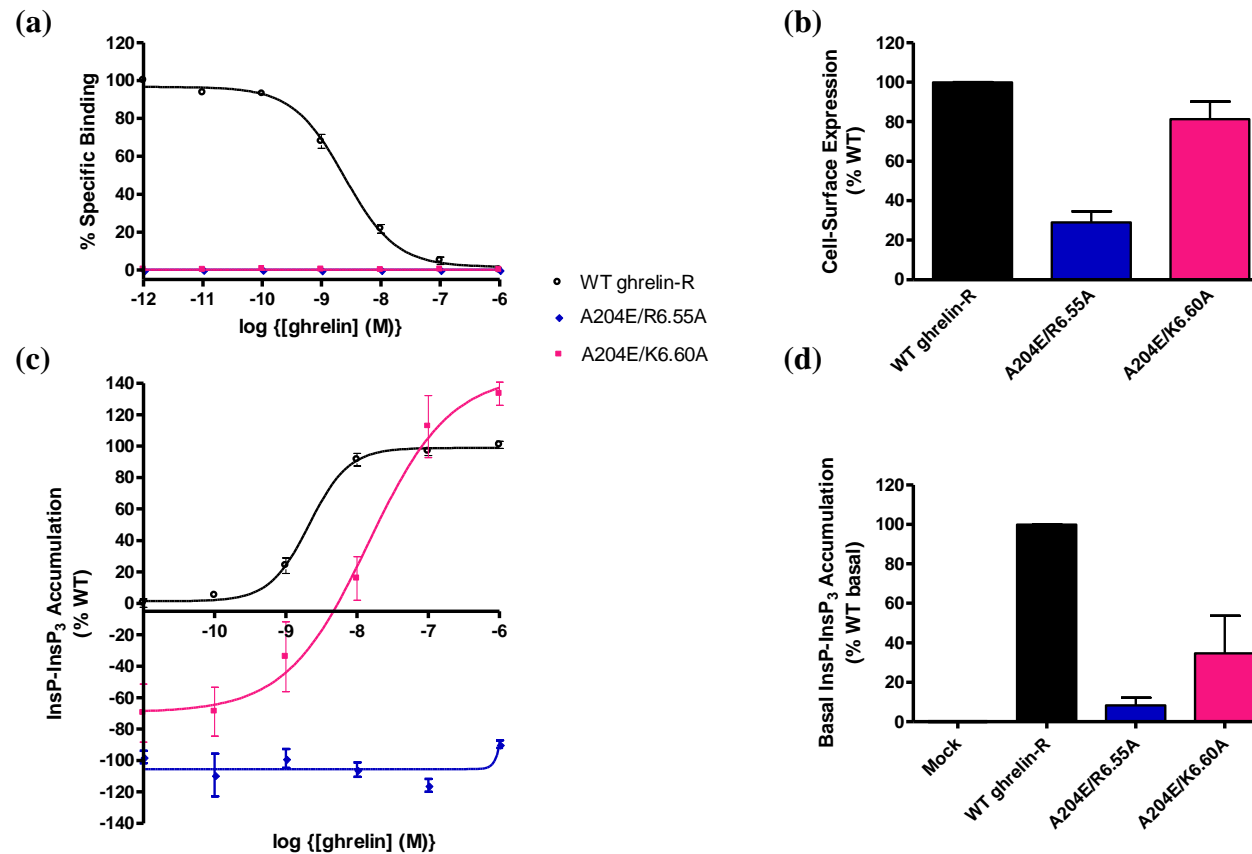 (a)
120
100
80
60
40
20
0
% Specific Binding
-12 -11 -10 -9 -8 -7 -6
log {[ghrelin] (M)}
WT ghrelin-R
A204E/R6.55A
A204E/K6.60A
(b)
120
100
80
60
40
20
0
Cell-Surface Expression
(% WT)
WT ghrelin-R
A204E/R6.55A
A204E/K6.60A
(c)
140
120
100
80
60
40
20
0
-20
-40
-60
-80
-100
-120
-140
InsP-InsP3 Accumulation
(% WT)
-10 -9 -8 -7 -6
log {[ghrelin] (M)}
(d)
120
100
80
60
40
20
0
Basal InsP-InsP3 Accumulation
(% WT basal)
Mock
WT ghrelin-R
A204E/R6.55A
A204E/K6.60A